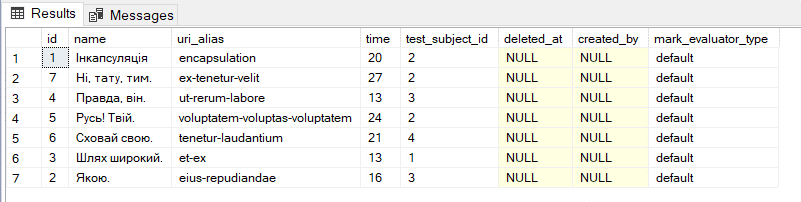 Results Messages
id name uri_alias time test_subject_id deleted_at created_by mark_evaluator_type
1 1 Інкапсуляція encapsulation 20 2 NULL NULL default
2 7 Ні, тату, тим. ex-tenetur-velit 27 2 NULL NULL default
3 4 Правда, він. ut-rerum-labore 13 3 NULL NULL default
4 5 Русь! Твій. voluptatem-voluptas-voluptatem 24 2 NULL NULL default
5 6 Сховай свою. tenetur-laudantium 21 4 NULL NULL default
6 3 Шлях широкий. et-ex 13 1 NULL NULL default
7 2 Якою. eius-repudiandae 16 3 NULL NULL default